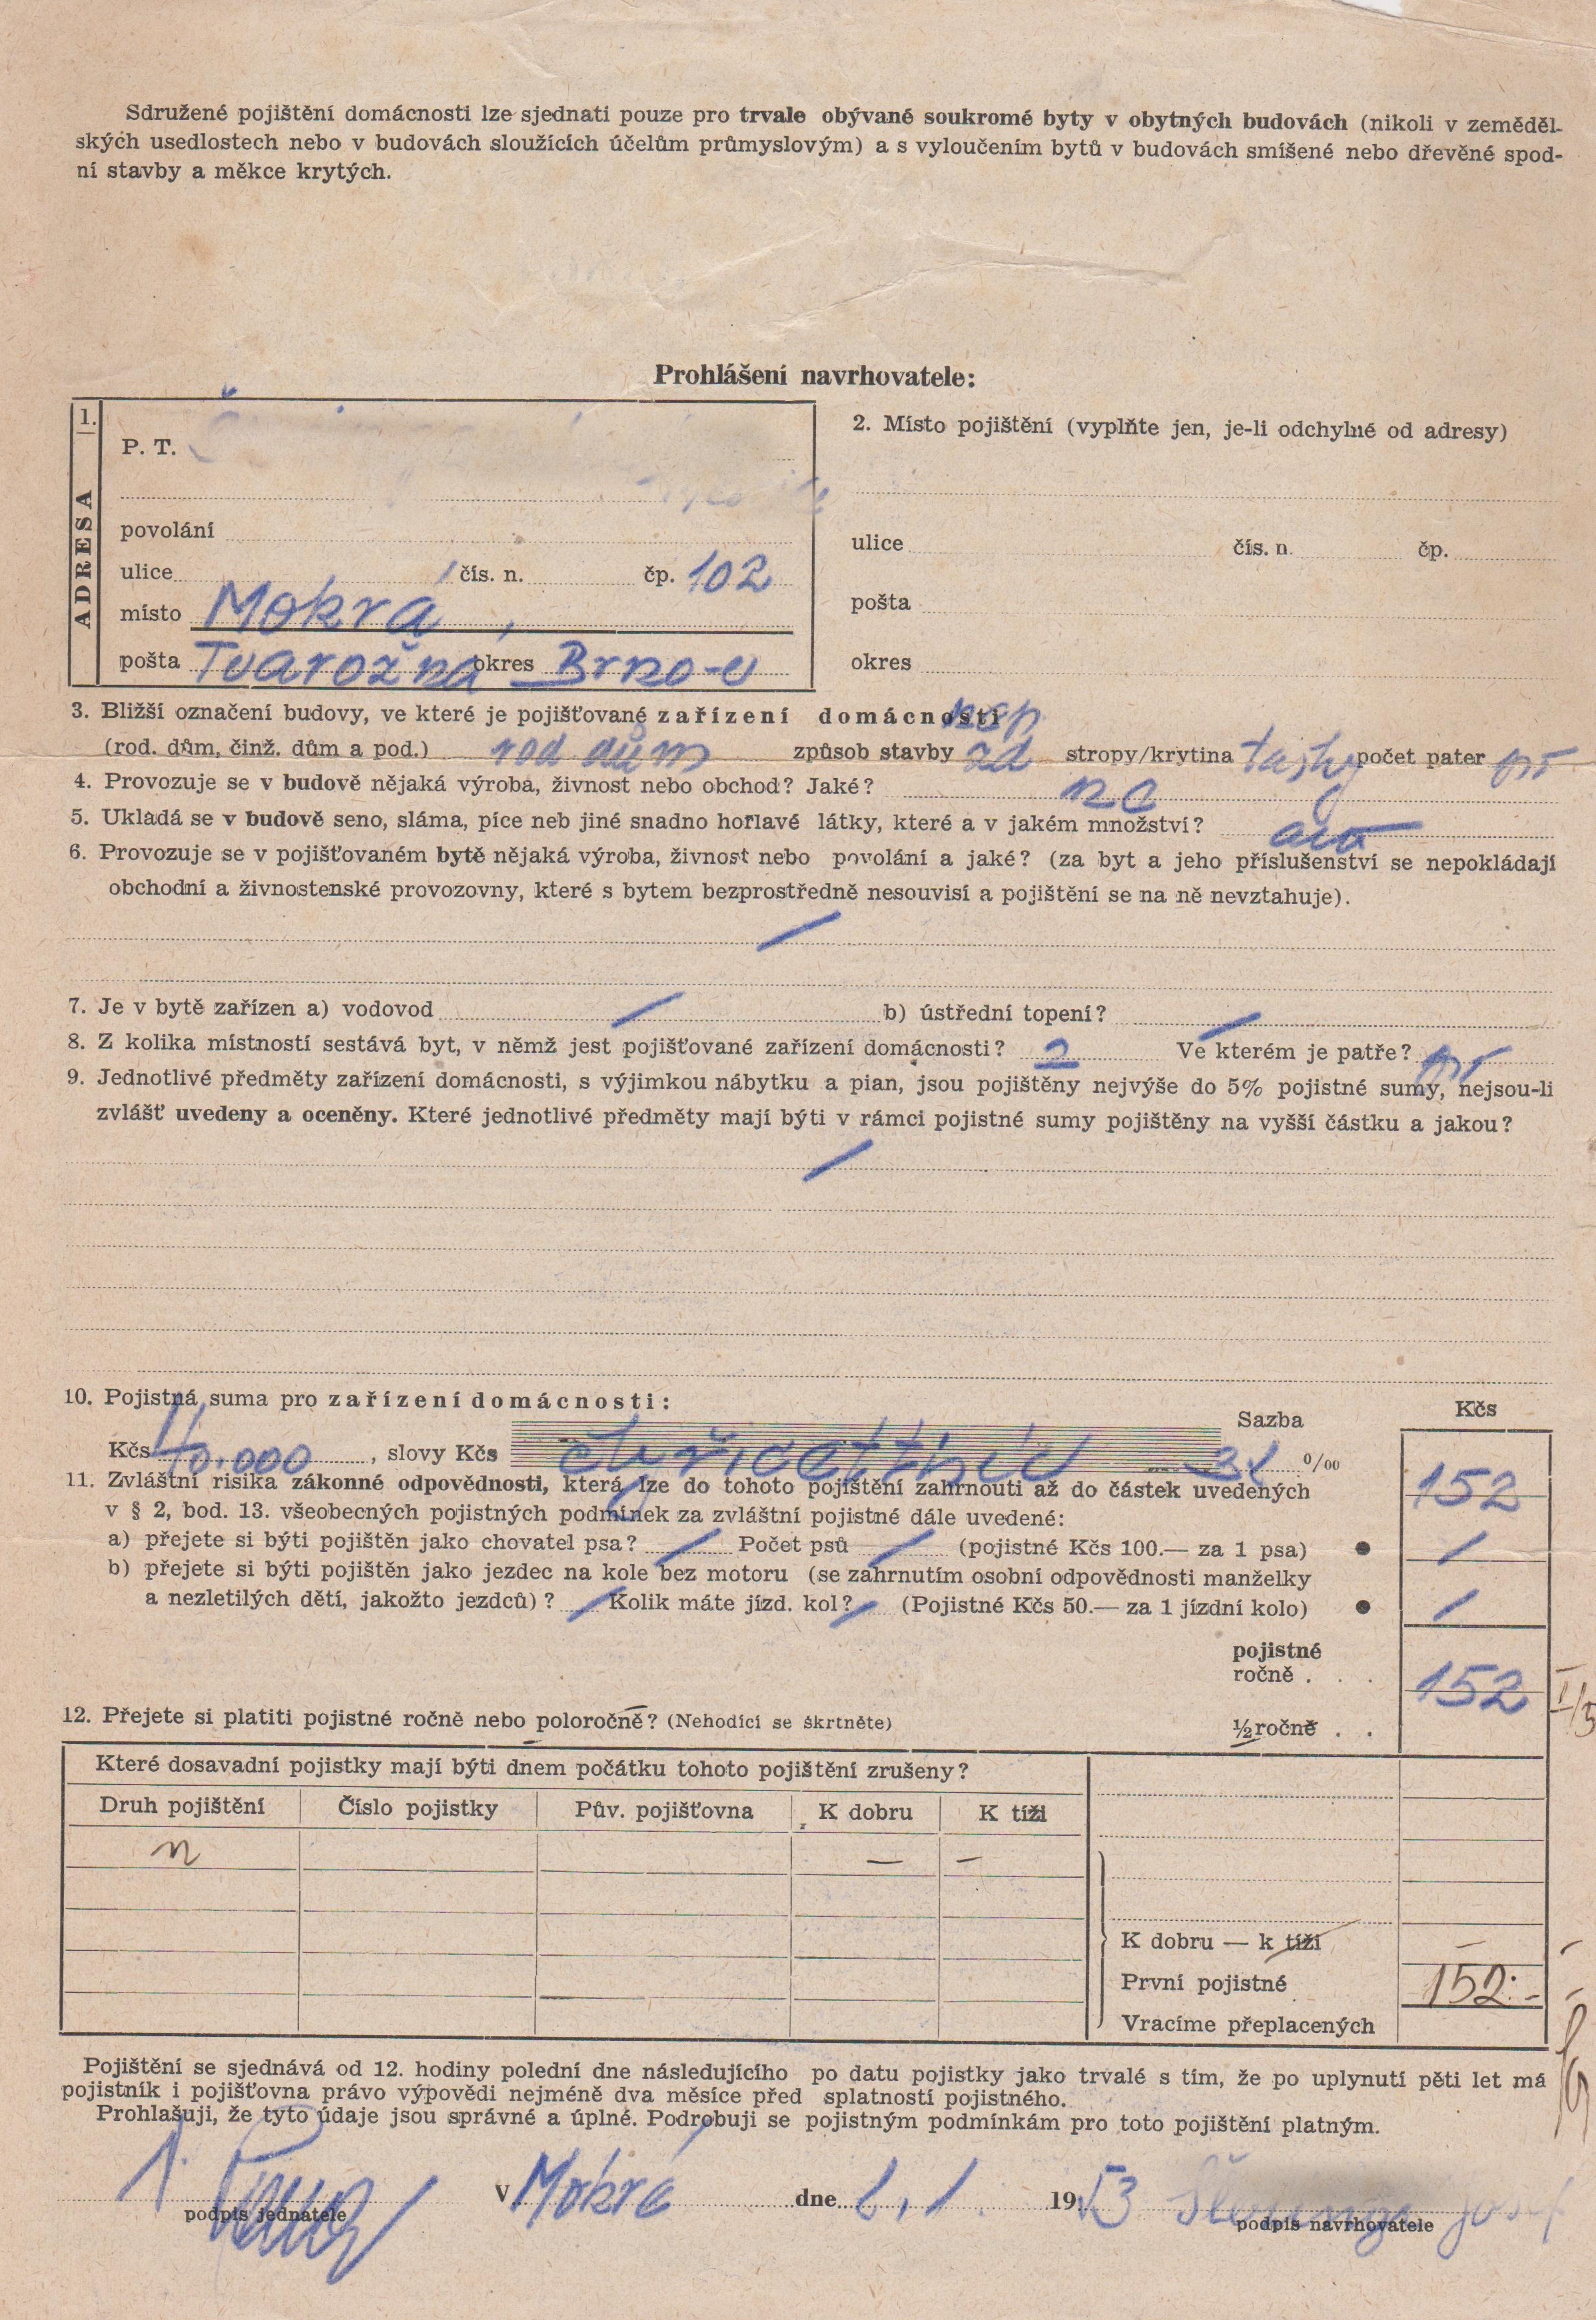 Sdružené pojištění domácnosti lze sjednati pouze pro trvale obývané soukromé byty v obytných budovách (nikoli v zeměděl-
ských usedlostech nebo v budovách sloužících účelům průmyslovým) a s vyloučením bytů v budovách smíšené nebo dřevěné spod-
ní stavby a měkce krytých.
Prohlášení navrhovatele:
1.
ADRESA
P. T.
povolání
ulice čís. n. čp. 102
místo Mokrá
pošta Tvarožná okres Brno-v
2. Místo pojištění (vyplňte jen, je-li odchylné od adresy)
ulice čís. n. čp.
pošta
okres
3. Bližší označení budovy, ve které je pojišťované zařízení domácnosti
(rod. dům, činž. dům a pod.) rod dům způsob stavby zd stropy/krytina tašky počet pater př
4. Provozuje se v budově nějaká výroba, živnost nebo obchod? Jaké? ne
5. Ukládá se v budově seno, sláma, píce neb jiné snadno hořlavé látky, které a v jakém množství?
6. Provozuje se v pojišťovaném bytě nějaká výroba, živnost nebo povolání a jaké? (za byt a jeho příslušenství se nepokládají
obchodní a živnostenské provozovny, které s bytem bezprostředně nesouvisí a pojištění se na ně nevztahuje).
7. Je v bytě zařízen a) vodovod / b) ústřední topení? /
8. Z kolika místností sestává byt, v němž jest pojišťované zařízení domácnosti? 2 Ve kterém je patře? př
9. Jednotlivé předměty zařízení domácnosti, s výjimkou nábytku a pian, jsou pojištěny nejvýše do 5% pojistné sumy, nejsou-li
zvlášť uvedeny a oceněny. Které jednotlivé předměty mají býti v rámci pojistné sumy pojištěny na vyšší částku a jakou?
10. Pojistná suma pro zařízení domácnosti: Sazba Kčs
Kčs 40.000, slovy Kčs čtyřicettisíc º/₀₀ 152
11. Zvláštní risika zákonné odpovědnosti, která lze do tohoto pojištění zahrnouti až do částek uvedených
v § 2, bod. 13. všeobecných pojistných podmínek za zvláštní pojistné dále uvedené:
a) přejete si býti pojištěn jako chovatel psa? / Počet psů / (pojistné Kčs 100.— za 1 psa) • /
b) přejete si býti pojištěn jako jezdec na kole bez motoru (se zahrnutím osobní odpovědnosti manželky
a nezletilých dětí, jakožto jezdců)? / Kolik máte jízd. kol? / (Pojistné Kčs 50.— za 1 jízdní kolo) • /
pojistné
ročně . . . 152
12. Přejete si platiti pojistné ročně nebo poloročně? (Nehodící se škrtněte) ½ročně . .
Které dosavadní pojistky mají býti dnem počátku tohoto pojištění zrušeny?
Druh pojištění Číslo pojistky Pův. pojišťovna K dobru K tíži
n — —
K dobru — k tíži —
První pojistné 152:-
Vracíme přeplacených
Pojištění se sjednává od 12. hodiny polední dne následujícího po datu pojistky jako trvalé s tím, že po uplynutí pěti let má
pojistník i pojišťovna právo výpovědi nejméně dva měsíce před splatností pojistného.
Prohlašuji, že tyto údaje jsou správné a úplné. Podrobuji se pojistným podmínkám pro toto pojištění platným.
V Mokré dne 1. 1. 1953 Josef
podpis jednatele podpis navrhovatele